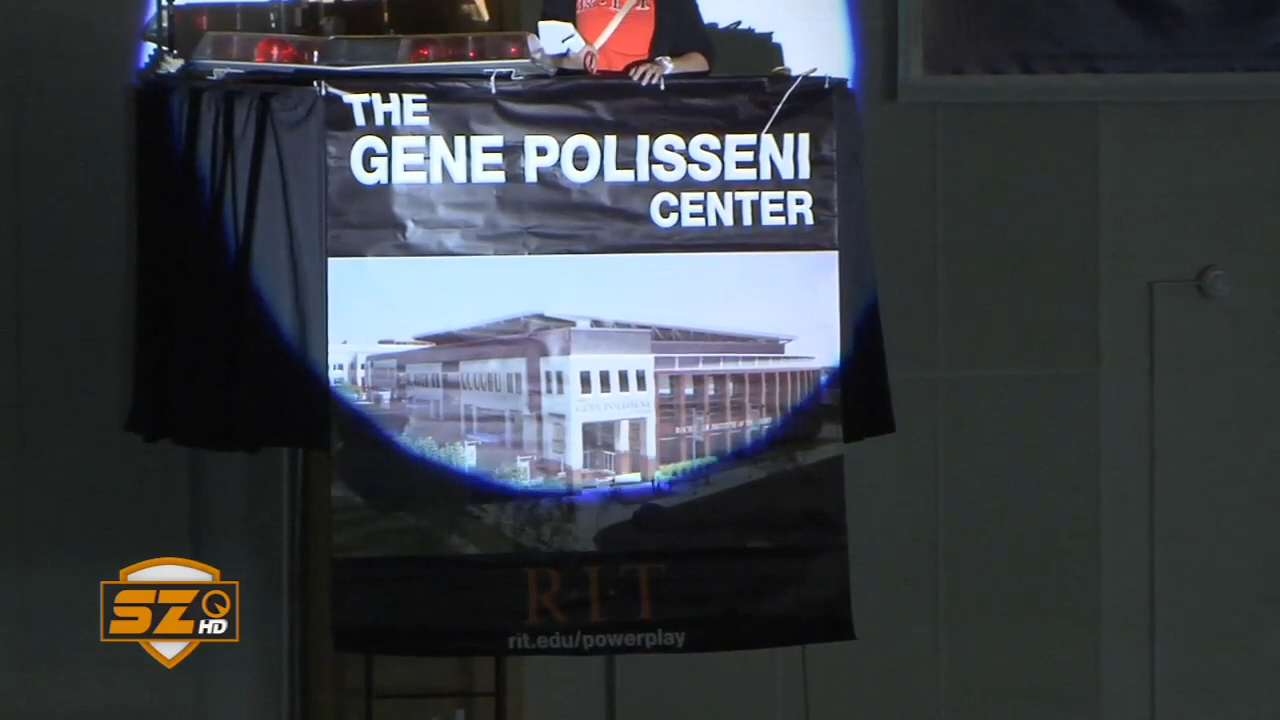 THE
GENE POLISSENI
CENTER
GENE POLISSENI
RIT
rit.edu/powerplay
SZ
HD